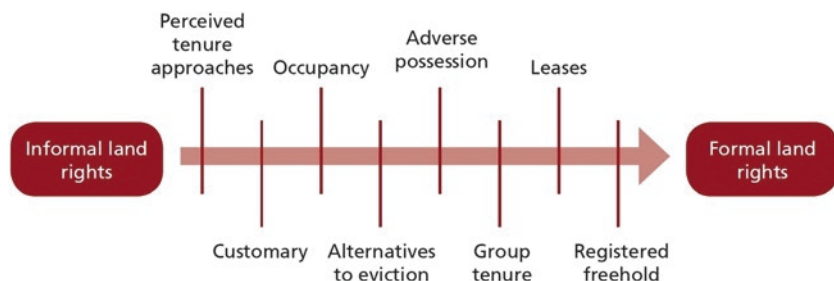 Perceived
tenure
approaches
Occupancy
Adverse
possession
Leases
Informal land
rights
Formal land
rights
Customary
Alternatives
to eviction
Group
tenure
Registered
freehold